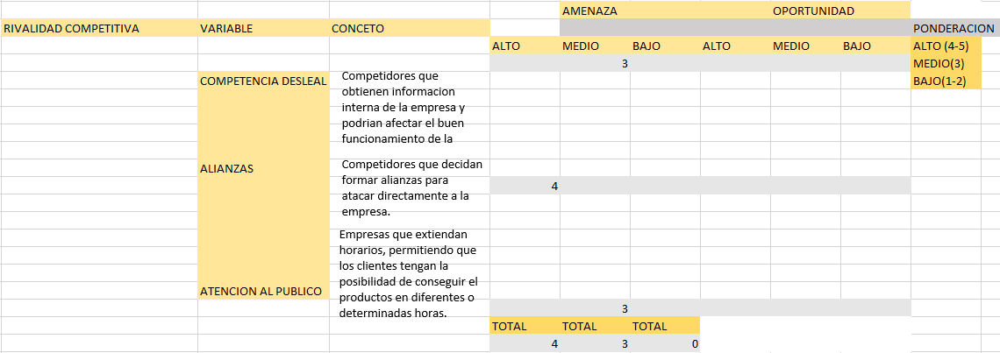 AMENAZA OPORTUNIDAD
RIVALIDAD COMPETITIVA VARIABLE CONCETO PONDERACION
ALTO MEDIO BAJO ALTO MEDIO BAJO ALTO (4-5)
3 MEDIO(3)
COMPETENCIA DESLEAL BAJO(1-2)
Competidores que
obtienen informacion
interna de la empresa y
podrian afectar el buen
funcionamiento de la
ALIANZAS
Competidores que decidan
formar alianzas para
atacar directamente a la
empresa.
4
Empresas que extiendan
horarios, permitiendo que
los clientes tengan la
posibilidad de conseguir el
productos en diferentes o
determinadas horas.
ATENCION AL PUBLICO
3
TOTAL TOTAL TOTAL
4 3 0